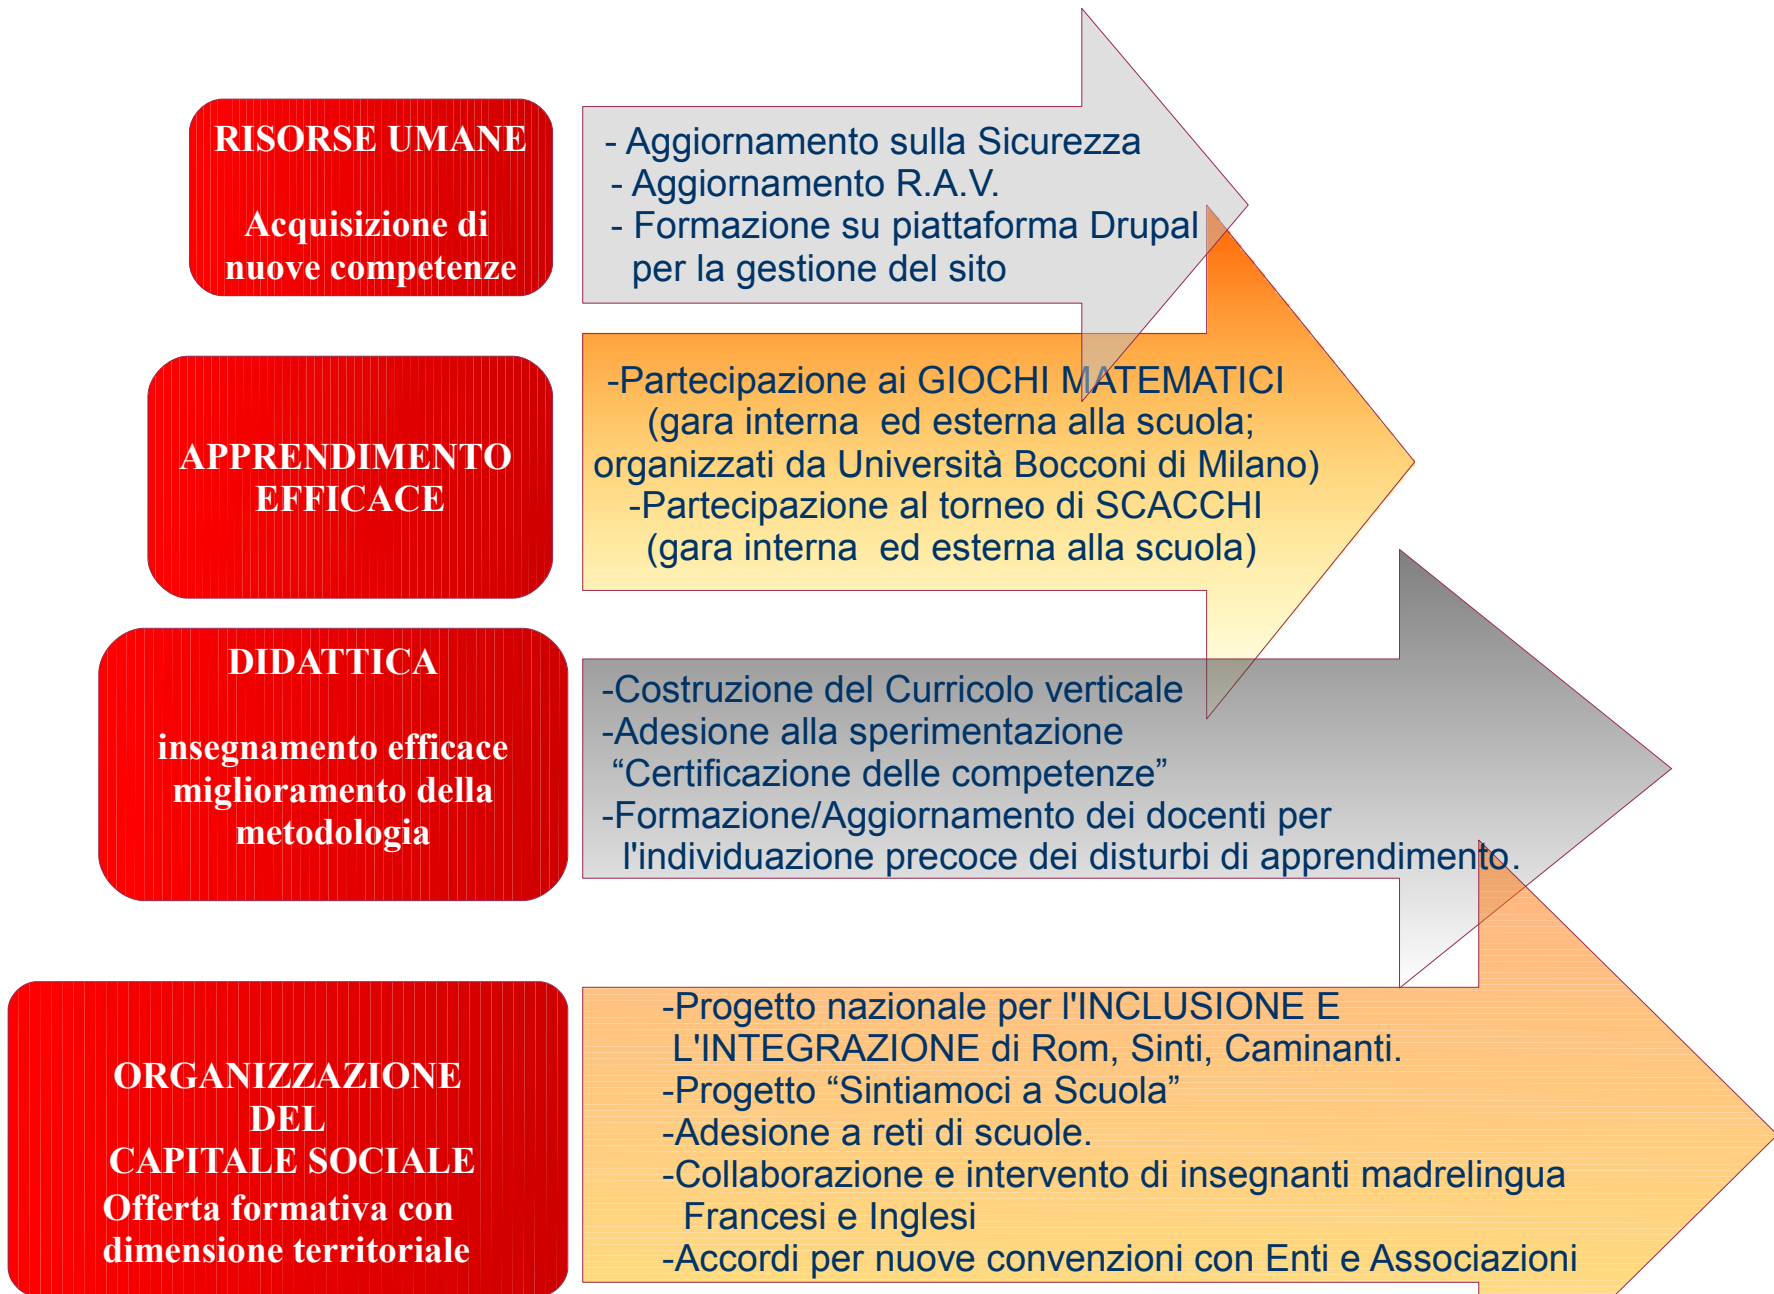 RISORSE UMANE
Acquisizione di
nuove competenze
- Aggiornamento sulla Sicurezza
- Aggiornamento R.A.V.
- Formazione su piattaforma Drupal
per la gestione del sito
APPRENDIMENTO
EFFICACE
-Partecipazione ai GIOCHI MATEMATICI
(gara interna ed esterna alla scuola;
organizzati da Università Bocconi di Milano)
-Partecipazione al torneo di SCACCHI
(gara interna ed esterna alla scuola)
DIDATTICA
insegnamento efficace
miglioramento della
metodologia
-Costruzione del Curricolo verticale
-Adesione alla sperimentazione
“Certificazione delle competenze”
-Formazione/Aggiornamento dei docenti per
l'individuazione precoce dei disturbi di apprendimento.
ORGANIZZAZIONE
DEL
CAPITALE SOCIALE
Offerta formativa con
dimensione territoriale
-Progetto nazionale per l'INCLUSIONE E
L'INTEGRAZIONE di Rom, Sinti, Caminanti.
-Progetto “Sintiamoci a Scuola”
-Adesione a reti di scuole.
-Collaborazione e intervento di insegnanti madrelingua
Francesi e Inglesi
-Accordi per nuove convenzioni con Enti e Associazioni